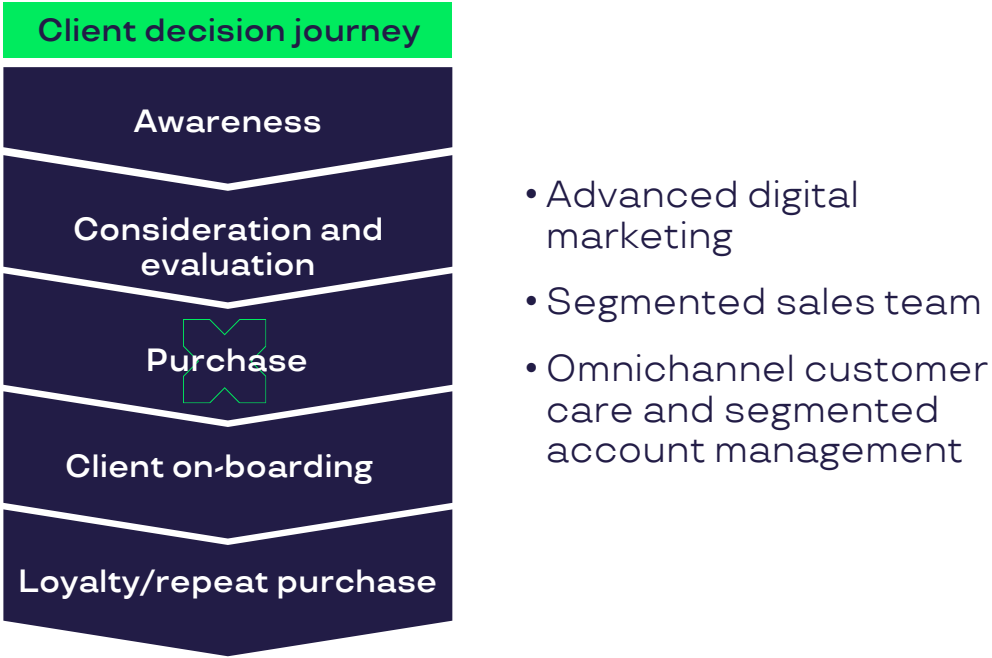 Client decision journey
Awareness
Consideration and
evaluation
Purchase
Client on-boarding
Loyalty/repeat purchase
• Advanced digital
marketing
• Segmented sales team
• Omnichannel customer
care and segmented
account management